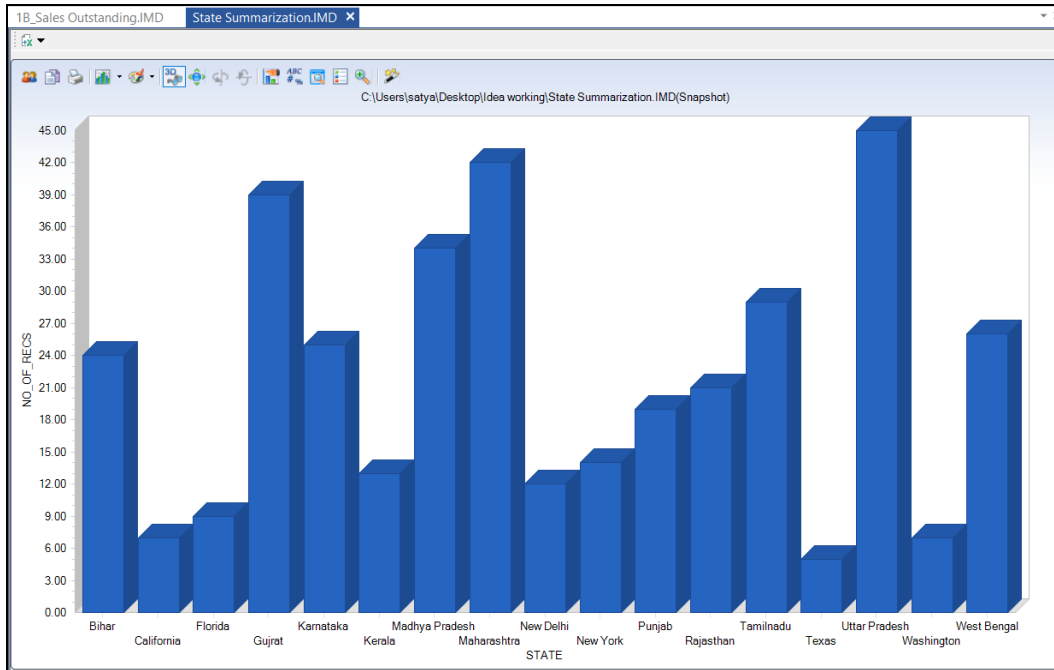 1B_Sales Outstanding.IMD State Summarization.IMD
3D ABC # %
C:\Users\satya\Desktop\Idea working\State Summarization.IMD(Snapshot)
45.00
42.00
39.00
36.00
33.00
30.00
27.00
24.00
21.00
18.00
15.00
12.00
9.00
6.00
3.00
0.00
NO_OF_RECS
Bihar Florida Karnataka Madhya Pradesh New Delhi Punjab Tamilnadu Uttar Pradesh West Bengal
California Gujrat Kerala Maharashtra New York Rajasthan Texas Washington
STATE